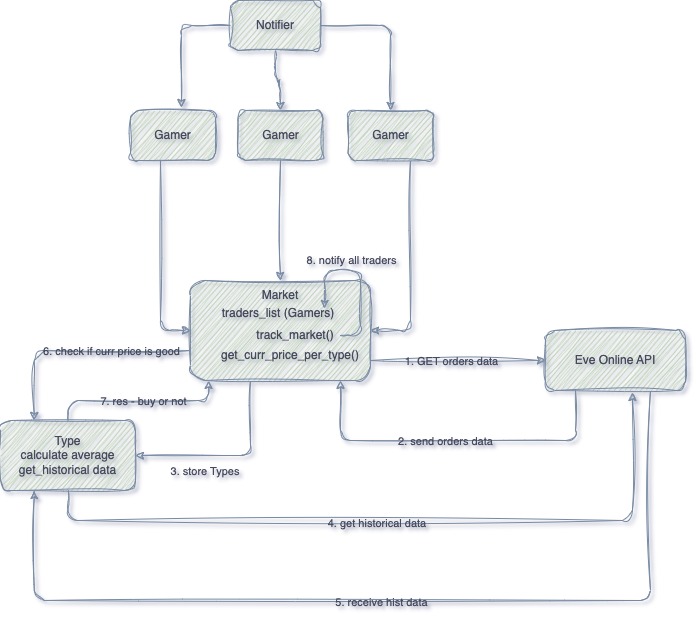 Notifier
Gamer
Gamer
Gamer
8. notify all traders
Market
traders_list (Gamers)
track_market()
get_curr_price_per_type()
6. check if curr price is good
1. GET orders data
Eve Online API
7. res - buy or not
Type
calculate average
get_historical data
2. send orders data
3. store Types
4. get historical data
5. receive hist data